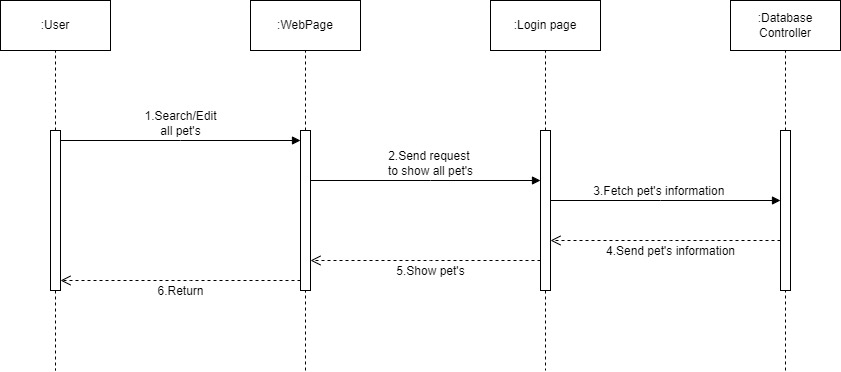 :User
:WebPage
:Login page
:Database
Controller
1.Search/Edit
all pet's
2.Send request
to show all pet's
3.Fetch pet's information
4.Send pet's information
5.Show pet's
6.Return